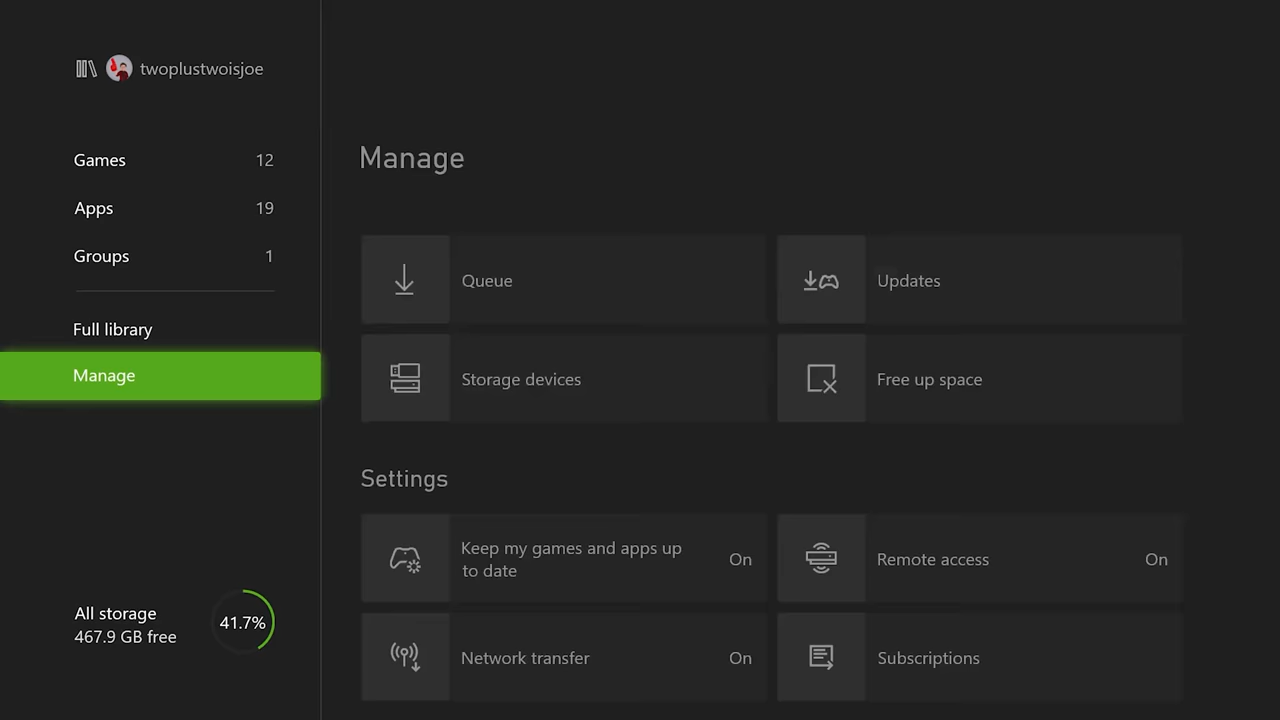 twoplustwoisjoe
Games 12
Apps 19
Groups 1
Full library
Manage
All storage
467.9 GB free
41.7%
Manage
Queue
Updates
Storage devices
Free up space
Settings
Keep my games and apps up
to date
On
Remote access On
Network transfer On
Subscriptions